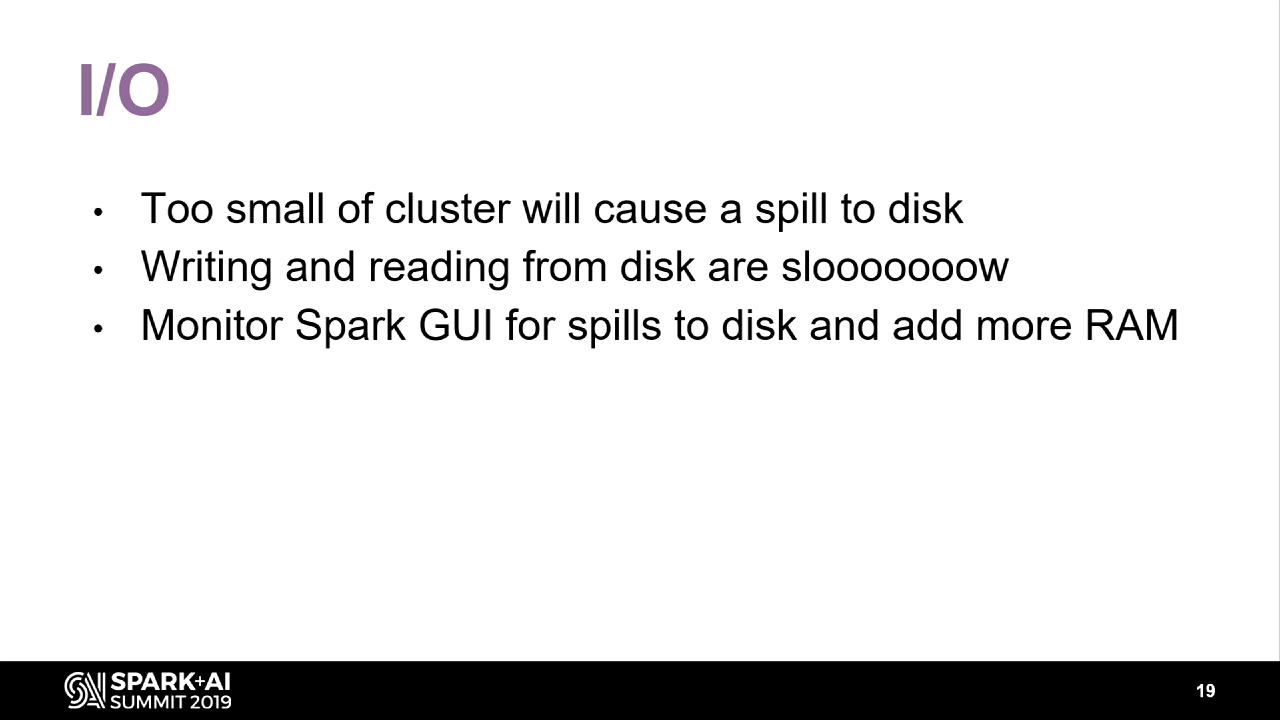 I/O
• Too small of cluster will cause a spill to disk
• Writing and reading from disk are slooooooow
• Monitor Spark GUI for spills to disk and add more RAM
SPARK+AI
SUMMIT 2019
19